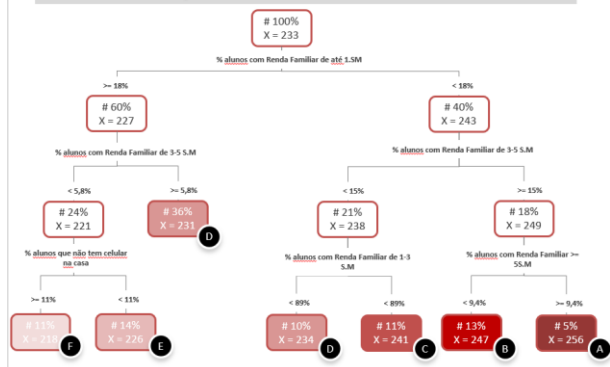 # 100%
X = 233
% alunos com Renda Familiar de até 1.SM
>= 18%
< 18%
# 60%
X = 227
# 40%
X = 243
% alunos com Renda Familiar de 3-5 S.M
% alunos com Renda Familiar de 3-5 S.M
< 5,8%
>= 5,8%
< 15%
>= 15%
# 24%
X = 221
# 36%
X = 231
D
# 21%
X = 238
# 18%
X = 249
% alunos que não tem celular
na casa
% alunos com Renda Familiar de 1-3
S.M
% alunos com Renda Familiar >=
5S.M
>= 11%
< 11%
< 89%
< 89%
< 9,4%
>= 9,4%
# 11%
X = 218
F
# 14%
X = 226
E
# 10%
X = 234
D
# 11%
X = 241
C
# 13%
X = 247
B
# 5%
X = 256
A